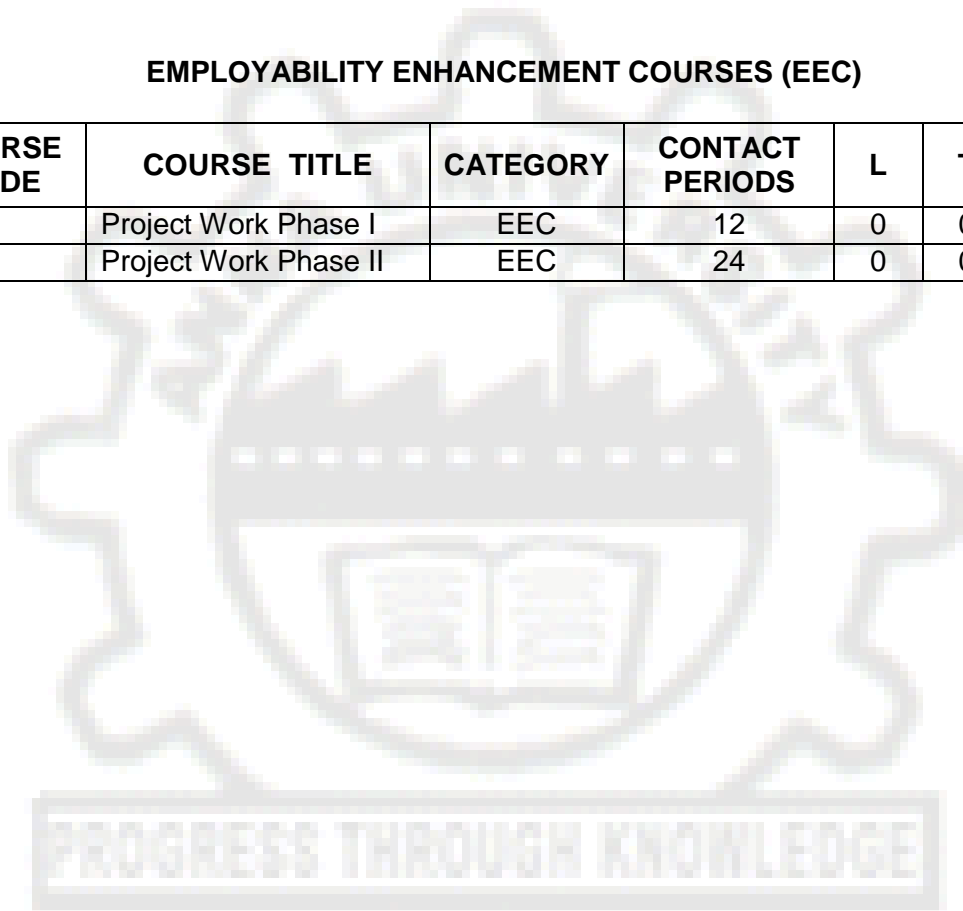 EMPLOYABILITY ENHANCEMENT COURSES (EEC)
RSE DE COURSE TITLE CATEGORY CONTACT PERIODS L
Project Work Phase I EEC 12 0
Project Work Phase II EEC 24 0
PROGRESS THROUGH KNOWLEDGE